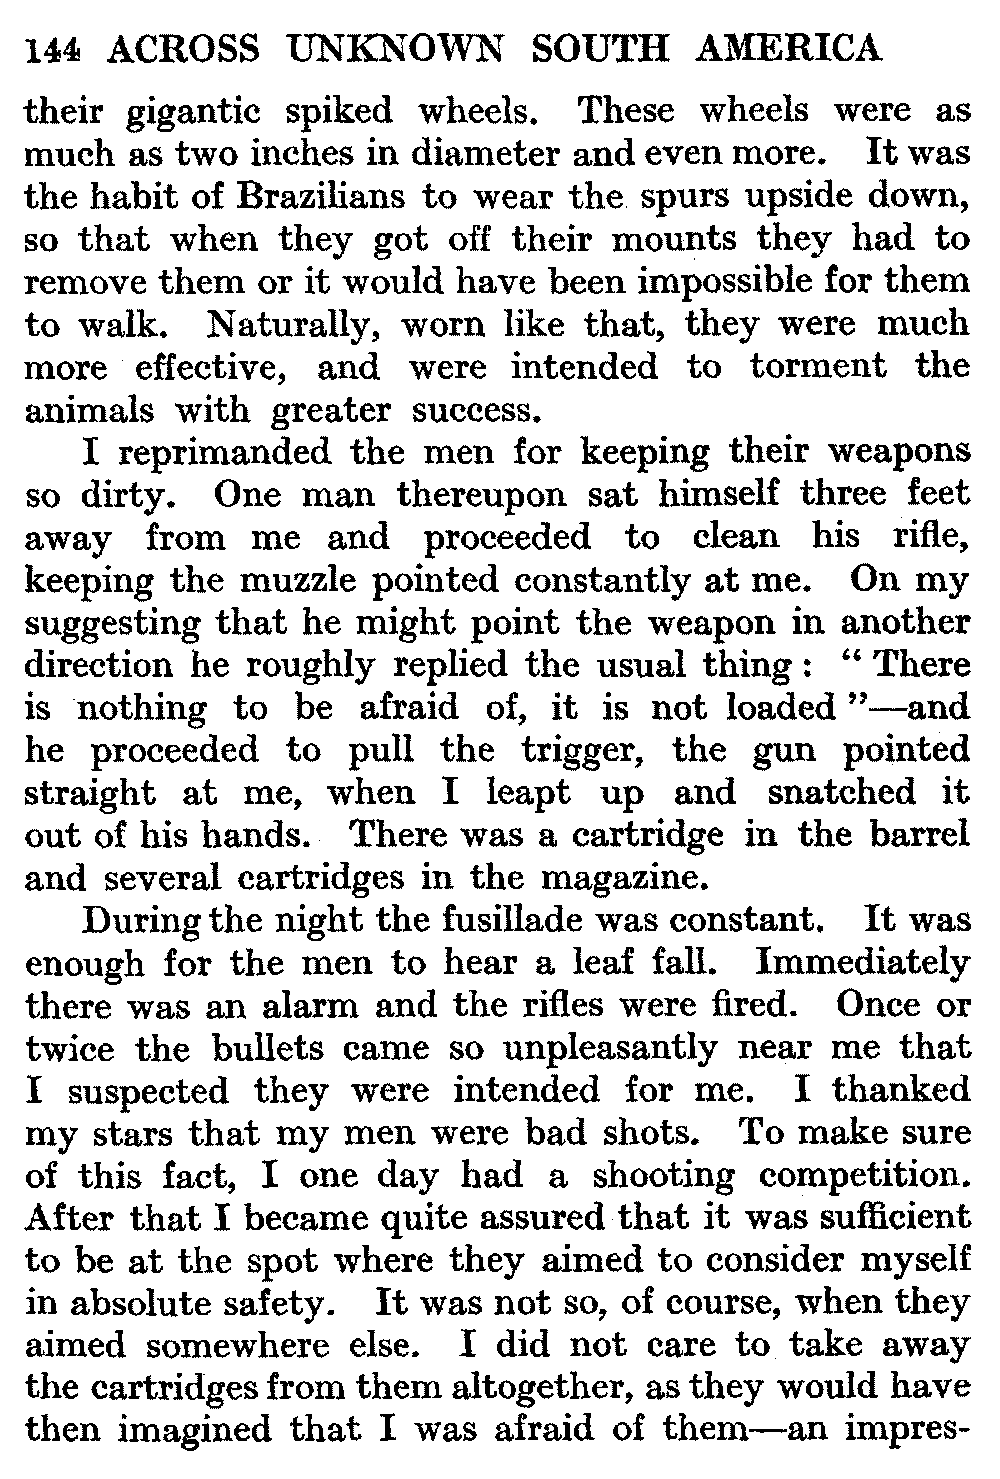 144 ACROSS UNKNOWN SOUTH AMERICA
their gigantic spiked wheels. These wheels were as
much as two inches in diameter and even more. It was
the habit of Brazilians to wear the spurs upside down,
so that when they got off their mounts they had to
remove them or it would have been impossible for them
to walk. Naturally, worn like that, they were much
more effective, and were intended to torment the
animals with greater success.
I reprimanded the men for keeping their weapons
so dirty. One man thereupon sat himself three feet
away from me and proceeded to clean his rifle,
keeping the muzzle pointed constantly at me. On my
suggesting that he might point the weapon in another
direction he roughly replied the usual thing : “ There
is nothing to be afraid of, it is not loaded ”—and
he proceeded to pull the trigger, the gun pointed
straight at me, when I leapt up and snatched it
out of his hands. There was a cartridge in the barrel
and several cartridges in the magazine.
During the night the fusillade was constant. It was
enough for the men to hear a leaf fall. Immediately
there was an alarm and the rifles were fired. Once or
twice the bullets came so unpleasantly near me that
I suspected they were intended for me. I thanked
my stars that my men were bad shots. To make sure
of this fact, I one day had a shooting competition.
After that I became quite assured that it was sufficient
to be at the spot where they aimed to consider myself
in absolute safety. It was not so, of course, when they
aimed somewhere else. I did not care to take away
the cartridges from them altogether, as they would have
then imagined that I was afraid of them—an impres-